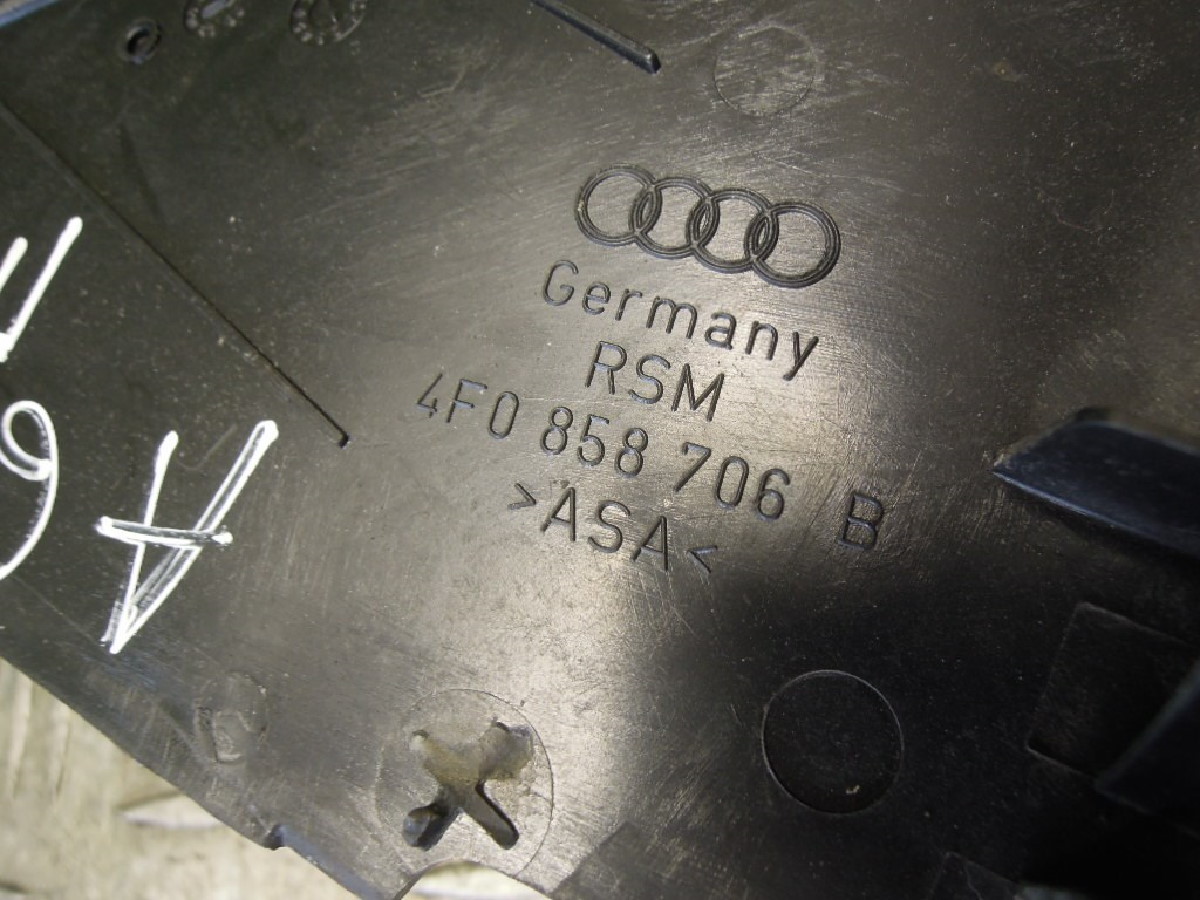 Germany
RSM
4F0 858 706 B
>ASA<
A6